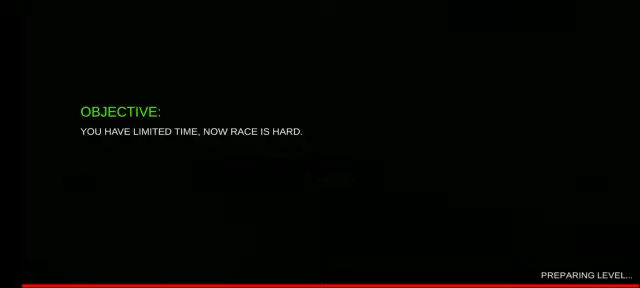 OBJECTIVE:
YOU HAVE LIMITED TIME, NOW RACE IS HARD.
PREPARING LEVEL...